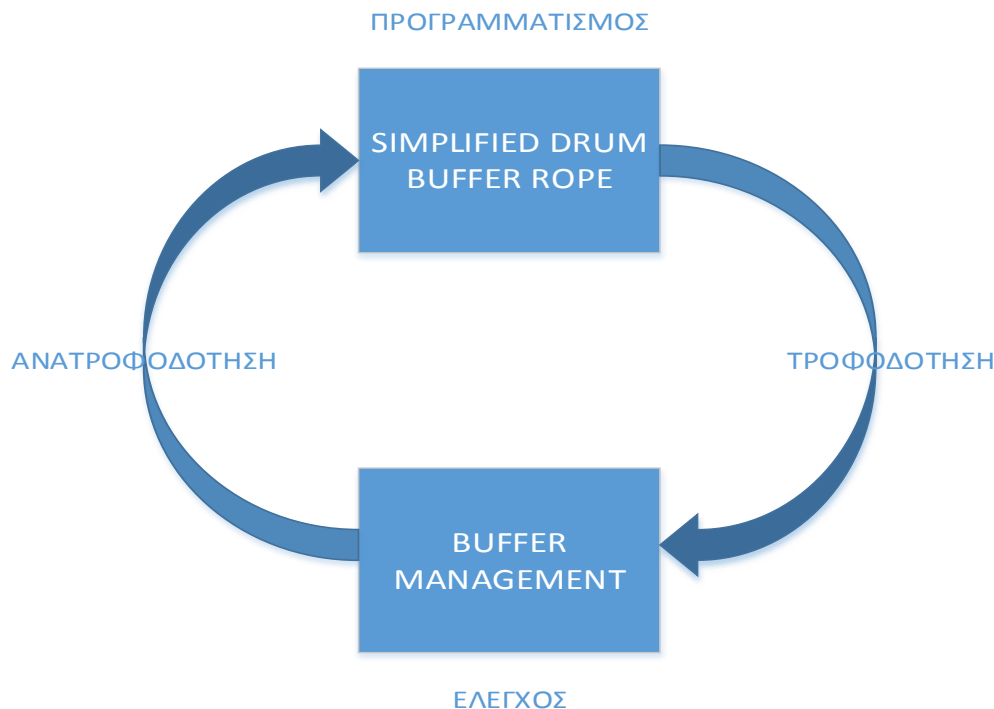 ΠΡΟΓΡΑΜΜΑΤΙΣΜΟΣ
SIMPLIFIED DRUM
BUFFER ROPE
ΑΝΑΤΡΟΦΟΔΟΤΗΣΗ
ΤΡΟΦΟΔΟΤΗΣΗ
BUFFER
MANAGEMENT
ΕΛΕΓΧΟΣ